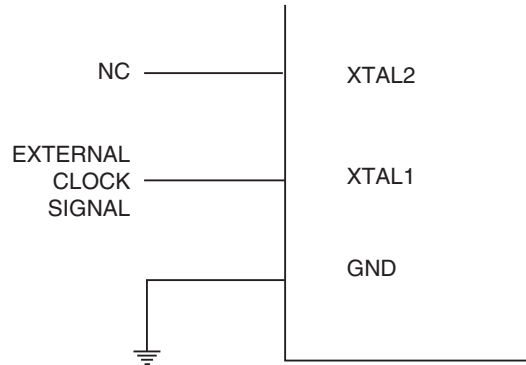 NC
XTAL2
EXTERNAL
CLOCK
SIGNAL
XTAL1
GND